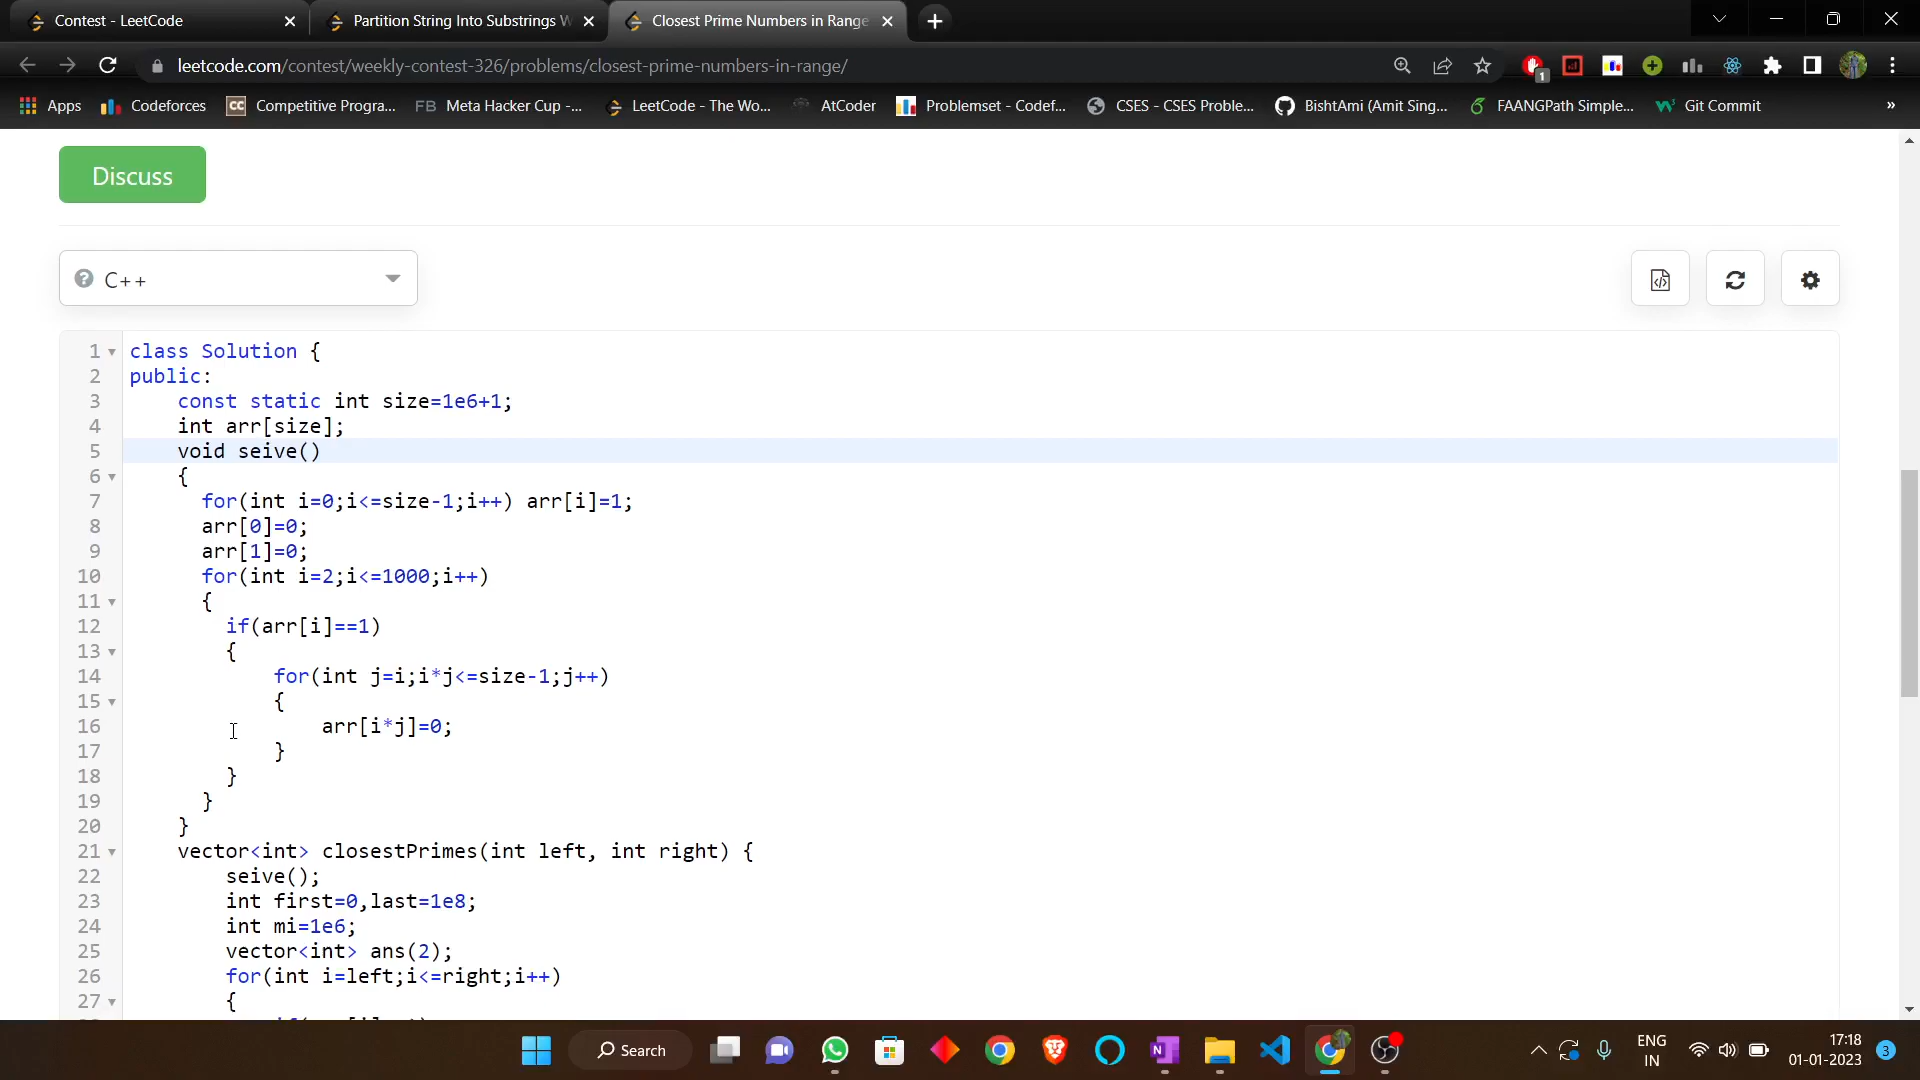 Contest - LeetCode
Partition String Into Substrings W
Closest Prime Numbers in Range
leetcode.com/contest/weekly-contest-326/problems/closest-prime-numbers-in-range/
1
Apps
Codeforces
CC Competitive Progra...
FB Meta Hacker Cup -...
LeetCode - The Wo...
AtCoder
Problemset - Codef...
CSES - CSES Proble...
BishtAmi (Amit Sing...
FAANGPath Simple...
Git Commit
»
Discuss
C++
1 class Solution {
2 public:
3 const static int size=1e6+1;
4 int arr[size];
5 void seive()
6 {
7 for(int i=0;i<=size-1;i++) arr[i]=1;
8 arr[0]=0;
9 arr[1]=0;
10 for(int i=2;i<=1000;i++)
11 {
12 if(arr[i]==1)
13 {
14 for(int j=i;i*j<=size-1;j++)
15 {
16 arr[i*j]=0;
17 }
18 }
19 }
20 }
21 vector<int> closestPrimes(int left, int right) {
22 seive();
23 int first=0,last=1e8;
24 int mi=1e6;
25 vector<int> ans(2);
26 for(int i=left;i<=right;i++)
27 {
Search
ENG
IN
17:18
01-01-2023
3